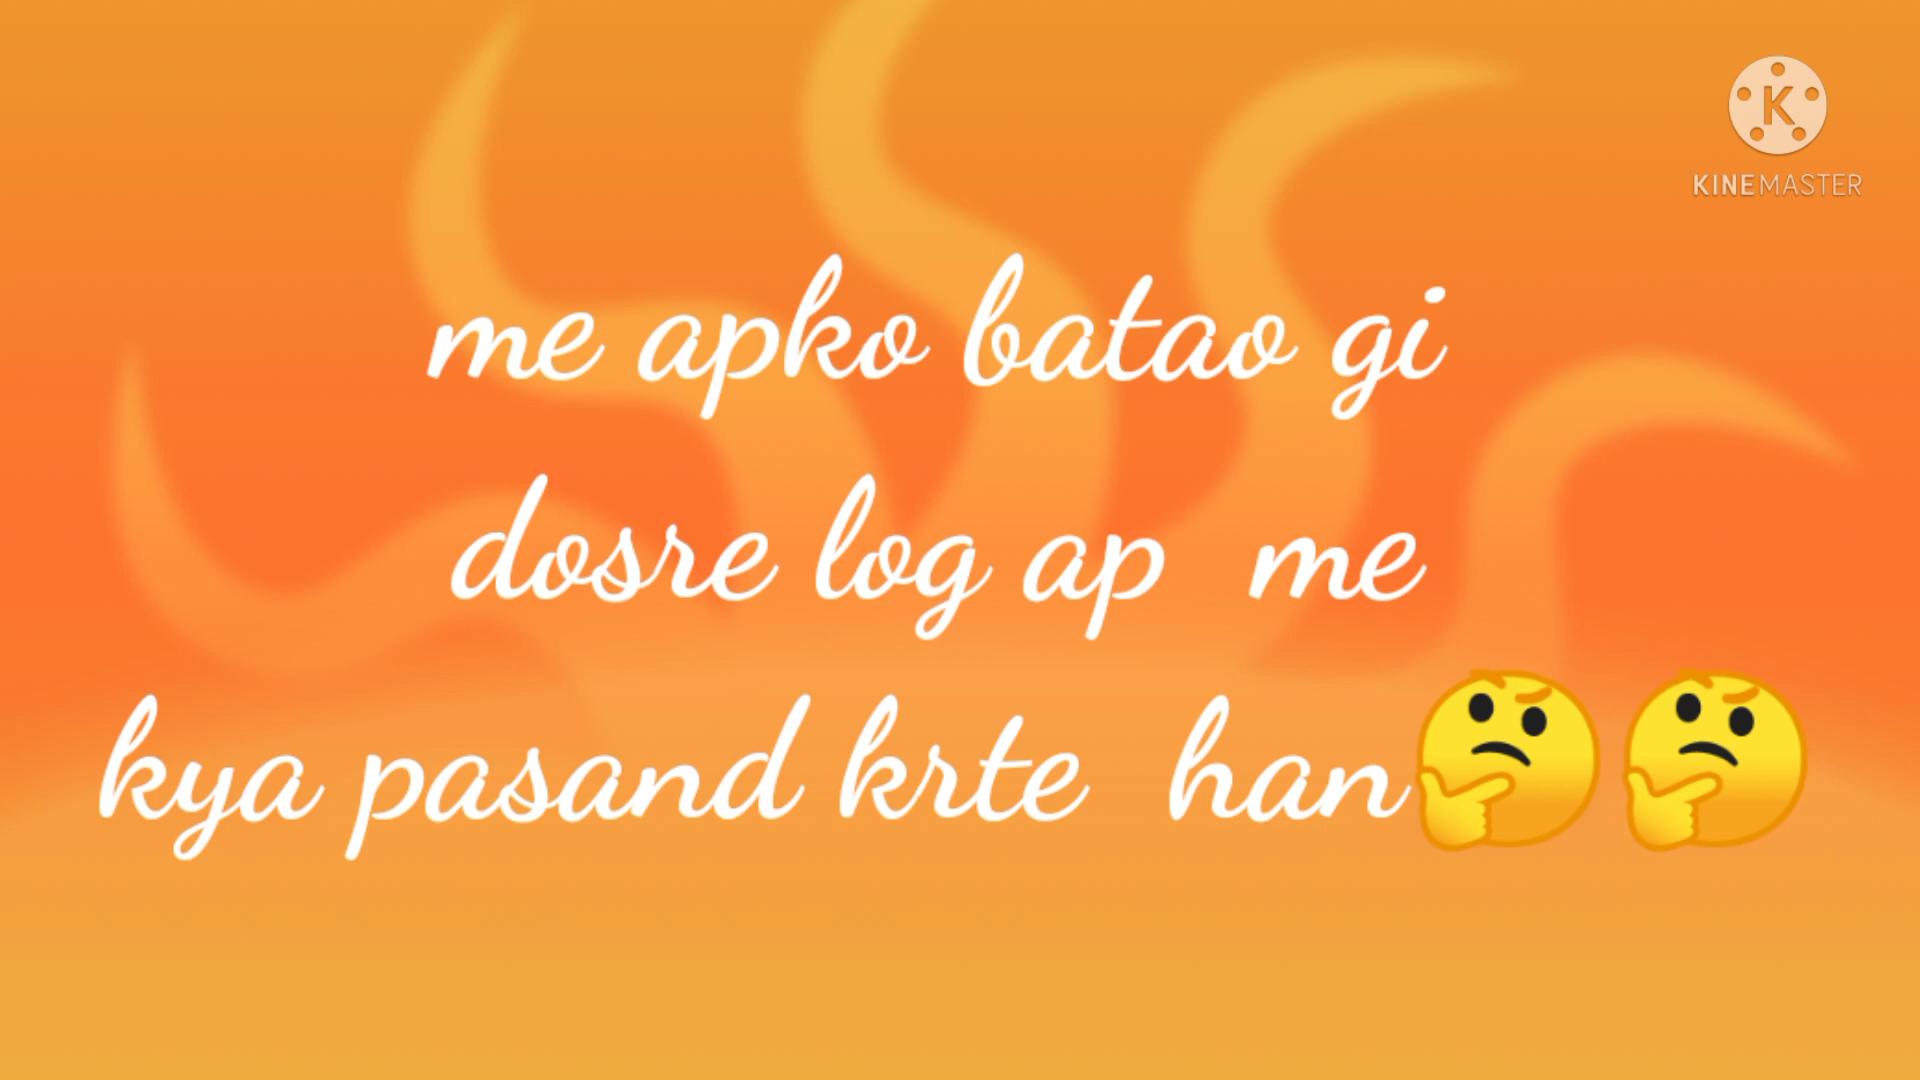 KINEMASTER
me apko batao gi
dosre log ap me
kya pasand krte han🤔🤔